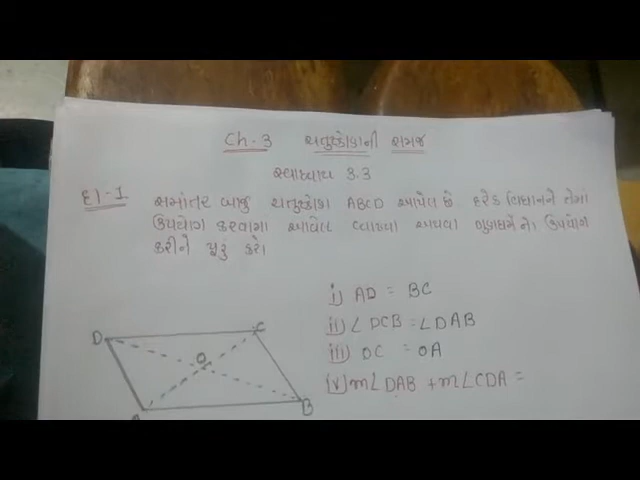 Ch. 3 ચતુષ્કોણની સમજ
સ્વાધ્યાય 3.3
દા-1 સમાંતર બાજુ ચતુષ્કોણ ABCD આપેલ છે. દરેક વિધાનને તેમાં
ઉપયોગ કરવામા આવેલ વ્યાખ્યા અથવા ગુણધર્મ નો ઉપયોગ
કરીને પૂરું કરો.
i) AD = BC
ii) ∠ DCB = ∠DAB
iii) OC = OA
iv) m∠DAB + m∠CDA =
D
C
O
B